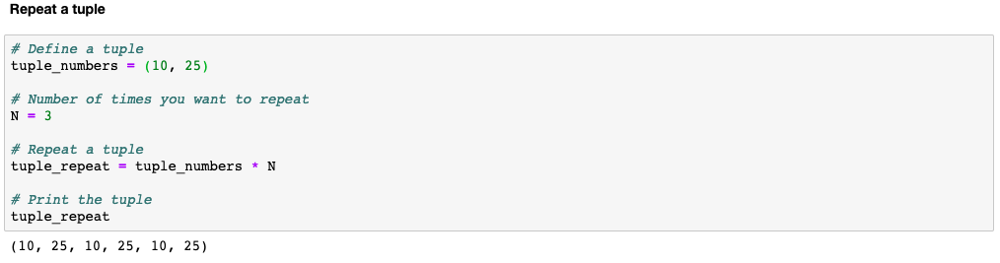 Repeat a tuple
# Define a tuple
tuple_numbers = (10, 25)
# Number of times you want to repeat
N = 3
# Repeat a tuple
tuple_repeat = tuple_numbers * N
# Print the tuple
tuple_repeat
(10, 25, 10, 25, 10, 25)